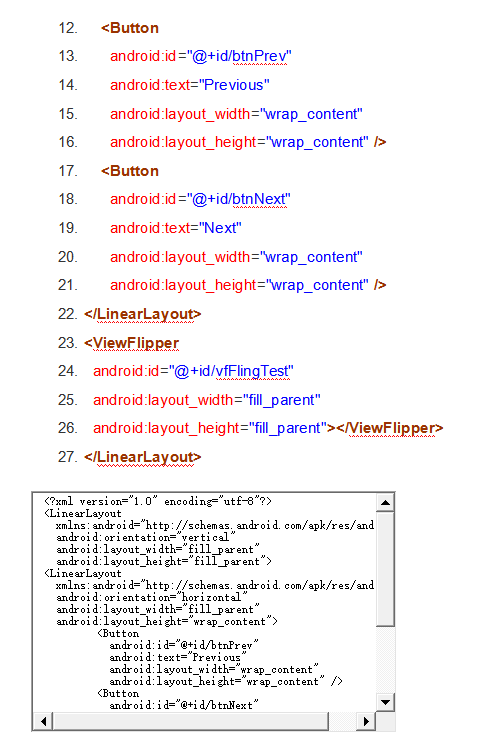 12. <Button
13. android:id="@+id/btnPrev"
14. android:text="Previous"
15. android:layout_width="wrap_content"
16. android:layout_height="wrap_content" />
17. <Button
18. android:id="@+id/btnNext"
19. android:text="Next"
20. android:layout_width="wrap_content"
21. android:layout_height="wrap_content" />
22. </LinearLayout>
23. <ViewFlipper
24. android:id="@+id/vfFlingTest"
25. android:layout_width="fill_parent"
26. android:layout_height="fill_parent"></ViewFlipper>
27. </LinearLayout>
<?xml version="1.0" encoding="utf-8"?>
<LinearLayout
xmlns:android="http://schemas.android.com/apk/res/and
android:orientation="vertical"
android:layout_width="fill_parent"
android:layout_height="fill_parent">
<LinearLayout
xmlns:android="http://schemas.android.com/apk/res/and
android:orientation="horizontal"
android:layout_width="fill_parent"
android:layout_height="wrap_content">
<Button
android:id="@+id/btnPrev"
android:text="Previous"
android:layout_width="wrap_content"
android:layout_height="wrap_content" />
<Button
android:id="@+id/btnNext"